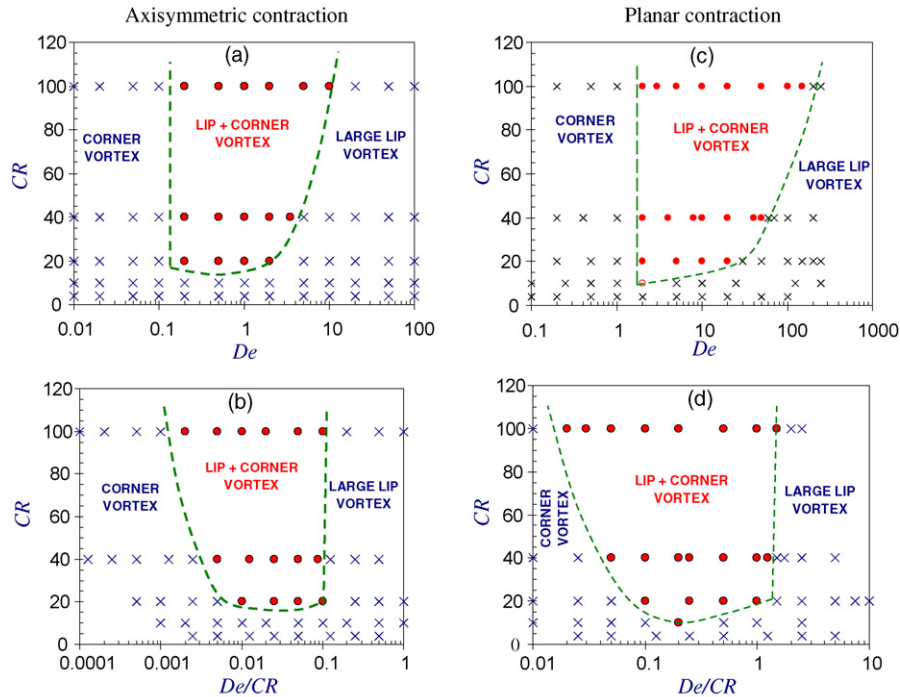 Axisymmetric contraction
Planar contraction
(a)
120
100
80
60
40
20
0
CR
CORNER
VORTEX
LIP + CORNER
VORTEX
LARGE LIP
VORTEX
0.01
0.1
1
10
100
De
(c)
120
100
80
60
40
20
0
CR
CORNER
VORTEX
LIP + CORNER
VORTEX
LARGE LIP
VORTEX
0.1
1
10
100
1000
De
(b)
120
100
80
60
40
20
0
CR
CORNER
VORTEX
LIP + CORNER
VORTEX
LARGE LIP
VORTEX
0.0001
0.001
0.01
0.1
1
De/CR
(d)
120
100
80
60
40
20
0
CR
CORNER
VORTEX
LIP + CORNER
VORTEX
LARGE LIP
VORTEX
0.01
0.1
1
10
De/CR